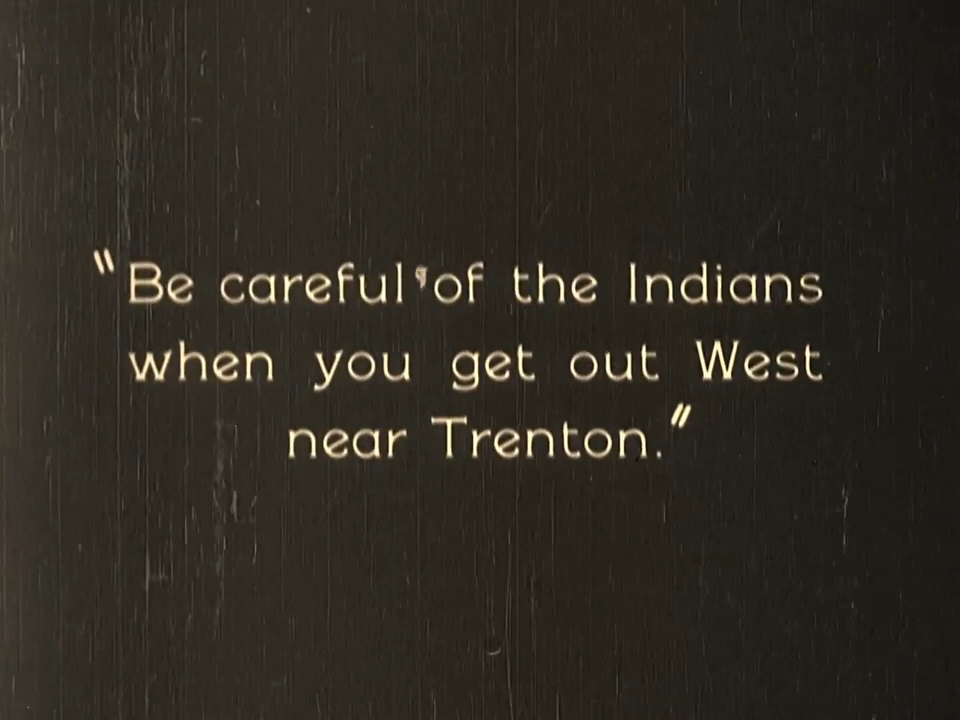 "Be careful of the Indians
when you get out West
near Trenton."